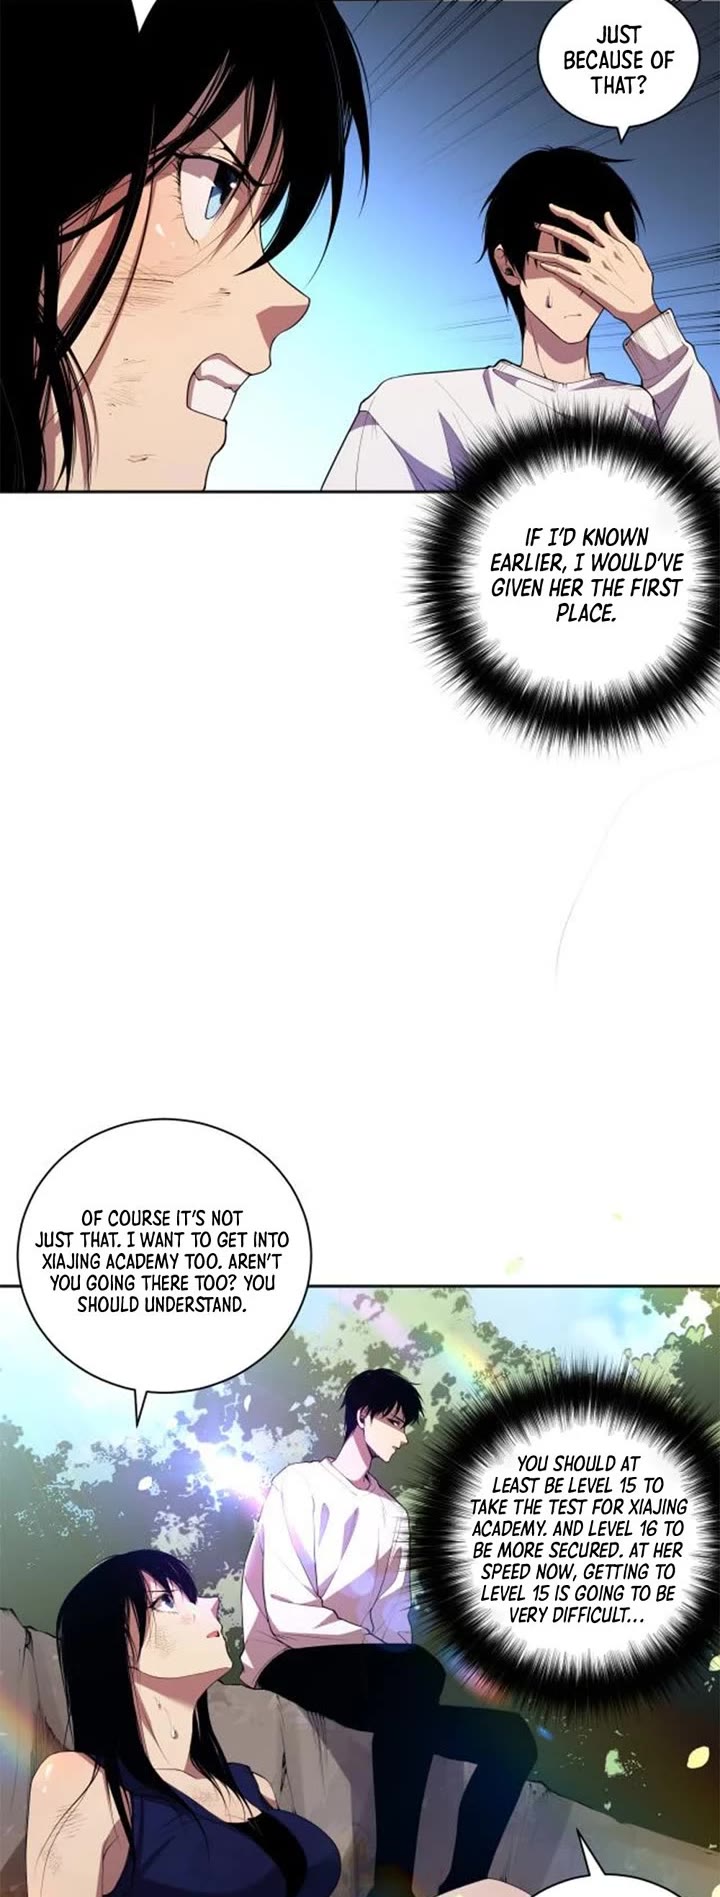 JUST
BECAUSE OF
THAT?
IF I'D KNOWN
EARLIER, I WOULD'VE
GIVEN HER THE FIRST
PLACE.
OF COURSE IT'S NOT
JUST THAT. I WANT TO GET INTO
XIAJING ACADEMY TOO. AREN'T
YOU GOING THERE TOO? YOU
SHOULD UNDERSTAND.
YOU SHOULD AT
LEAST BE LEVEL 15 TO
TAKE THE TEST FOR XIAJING
ACADEMY. AND LEVEL 16 TO
BE MORE SECURED. AT HER
SPEED NOW, GETTING TO
LEVEL 15 IS GOING TO BE
VERY DIFFICULT...